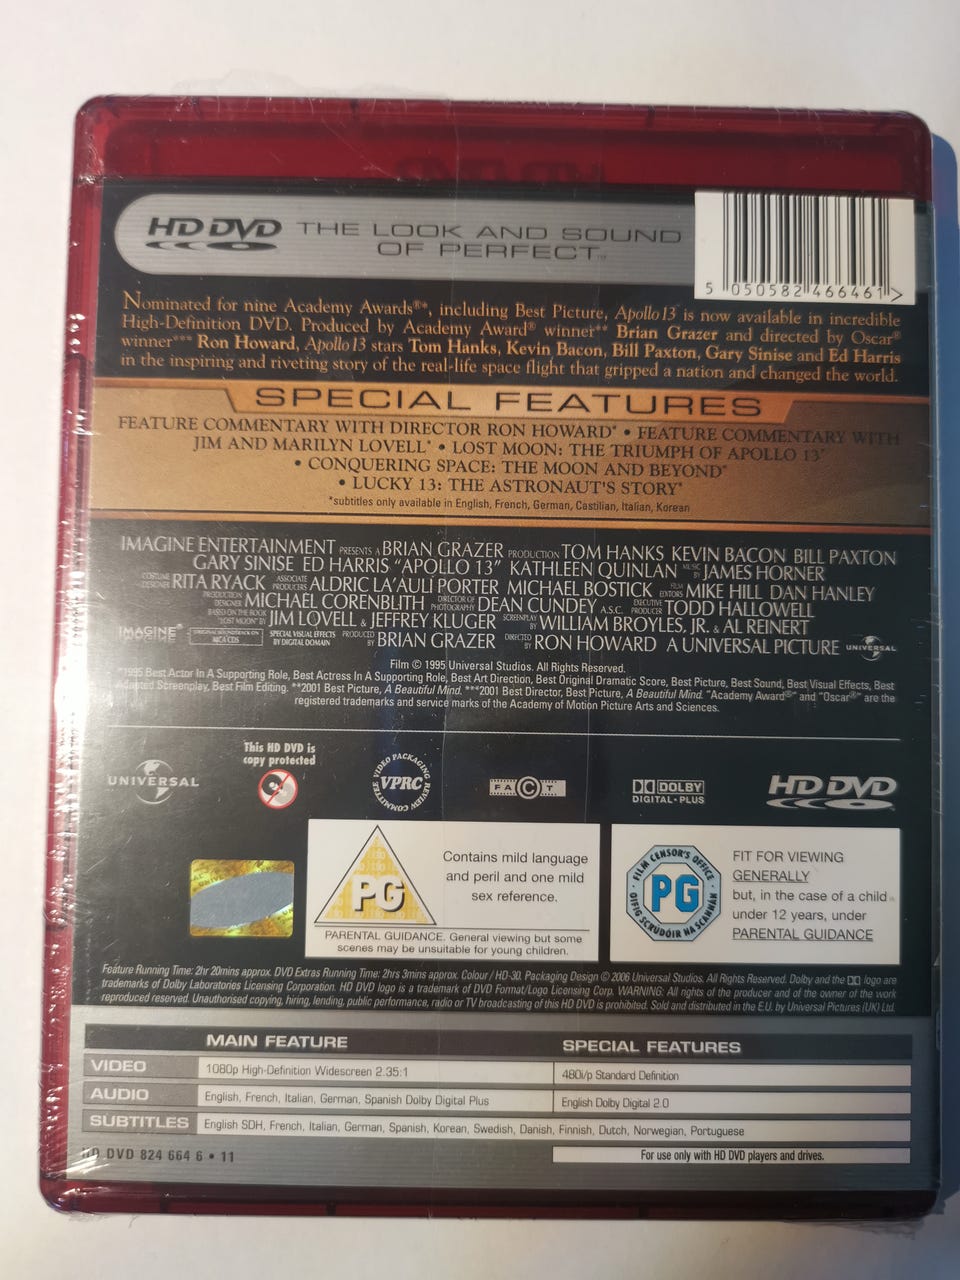 HD DVD THE LOOK AND SOUND
OF PERFECT™
5 050582 466461 >
Nominated for nine Academy Awards®*, including Best Picture, Apollo 13 is now available in incredible
High-Definition DVD. Produced by Academy Award® winner** Brian Grazer and directed by Oscar®
winner*** Ron Howard, Apollo 13 stars Tom Hanks, Kevin Bacon, Bill Paxton, Gary Sinise and Ed Harris
in the inspiring and riveting story of the real-life space flight that gripped a nation and changed the world.
SPECIAL FEATURES
FEATURE COMMENTARY WITH DIRECTOR RON HOWARD* • FEATURE COMMENTARY WITH
JIM AND MARILYN LOVELL* • LOST MOON: THE TRIUMPH OF APOLLO 13*
• CONQUERING SPACE: THE MOON AND BEYOND*
• LUCKY 13: THE ASTRONAUT'S STORY*
*subtitles only available in English, French, German, Castilian, Italian, Korean
IMAGINE ENTERTAINMENT PRESENTS A BRIAN GRAZER PRODUCTION TOM HANKS KEVIN BACON BILL PAXTON
GARY SINISE ED HARRIS "APOLLO 13" KATHLEEN QUINLAN MUSIC BY JAMES HORNER
COSTUME DESIGNER RITA RYACK ASSOCIATE PRODUCERS ALDRIC LA'AULI PORTER MICHAEL BOSTICK FILM EDITORS MIKE HILL DAN HANLEY
PRODUCTION DESIGNER MICHAEL CORENBLITH DIRECTOR OF PHOTOGRAPHY DEAN CUNDEY A.S.C. EXECUTIVE PRODUCER TODD HALLOWELL
BASED ON THE BOOK "LOST MOON" BY JIM LOVELL & JEFFREY KLUGER SCREENPLAY BY WILLIAM BROYLES, JR. & AL REINERT
IMAGINE ORIGINAL SOUNDTRACK ON MCA CDS SPECIAL VISUAL EFFECTS BY DIGITAL DOMAIN PRODUCED BY BRIAN GRAZER DIRECTED BY RON HOWARD A UNIVERSAL PICTURE UNIVERSAL
Film © 1995 Universal Studios. All Rights Reserved.
*1995 Best Actor In A Supporting Role, Best Actress In A Supporting Role, Best Art Direction, Best Original Dramatic Score, Best Picture, Best Sound, Best Visual Effects, Best
Adapted Screenplay, Best Film Editing. **2001 Best Picture, A Beautiful Mind. ***2001 Best Director, Best Picture, A Beautiful Mind. "Academy Award®" and "Oscar®" are the
registered trademarks and service marks of the Academy of Motion Picture Arts and Sciences.
UNIVERSAL
This HD DVD is
copy protected
VIDEO PACKAGING REVIEW COMMITTEE
VPRC
FACT
DOLBY
DIGITAL·PLUS
HD DVD
PG
Contains mild language
and peril and one mild
sex reference.
PARENTAL GUIDANCE. General viewing but some
scenes may be unsuitable for young children.
FILM CENSOR'S OFFICE
PG
OIFIG SCRÚDÓIR NA SCANNÁN
FIT FOR VIEWING
GENERALLY
but, in the case of a child
under 12 years, under
PARENTAL GUIDANCE
Feature Running Time: 2hr 20mins approx. DVD Extras Running Time: 2hrs 3mins approx. Colour / HD-30. Packaging Design © 2006 Universal Studios. All Rights Reserved. Dolby and the DD logo are
trademarks of Dolby Laboratories Licensing Corporation. HD DVD logo is a trademark of DVD Format/Logo Licensing Corp. WARNING: All rights of the producer and of the owner of the work
reproduced reserved. Unauthorised copying, hiring, lending, public performance, radio or TV broadcasting of this HD DVD is prohibited. Sold and distributed in the E.U. by Universal Pictures (UK) Ltd.
MAIN FEATURE SPECIAL FEATURES
VIDEO 1080p High-Definition Widescreen 2.35:1 480i/p Standard Definition
AUDIO English, French, Italian, German, Spanish Dolby Digital Plus English Dolby Digital 2.0
SUBTITLES English SDH, French, Italian, German, Spanish, Korean, Swedish, Danish, Finnish, Dutch, Norwegian, Portuguese
HD DVD 824 664 6 • 11 For use only with HD DVD players and drives.